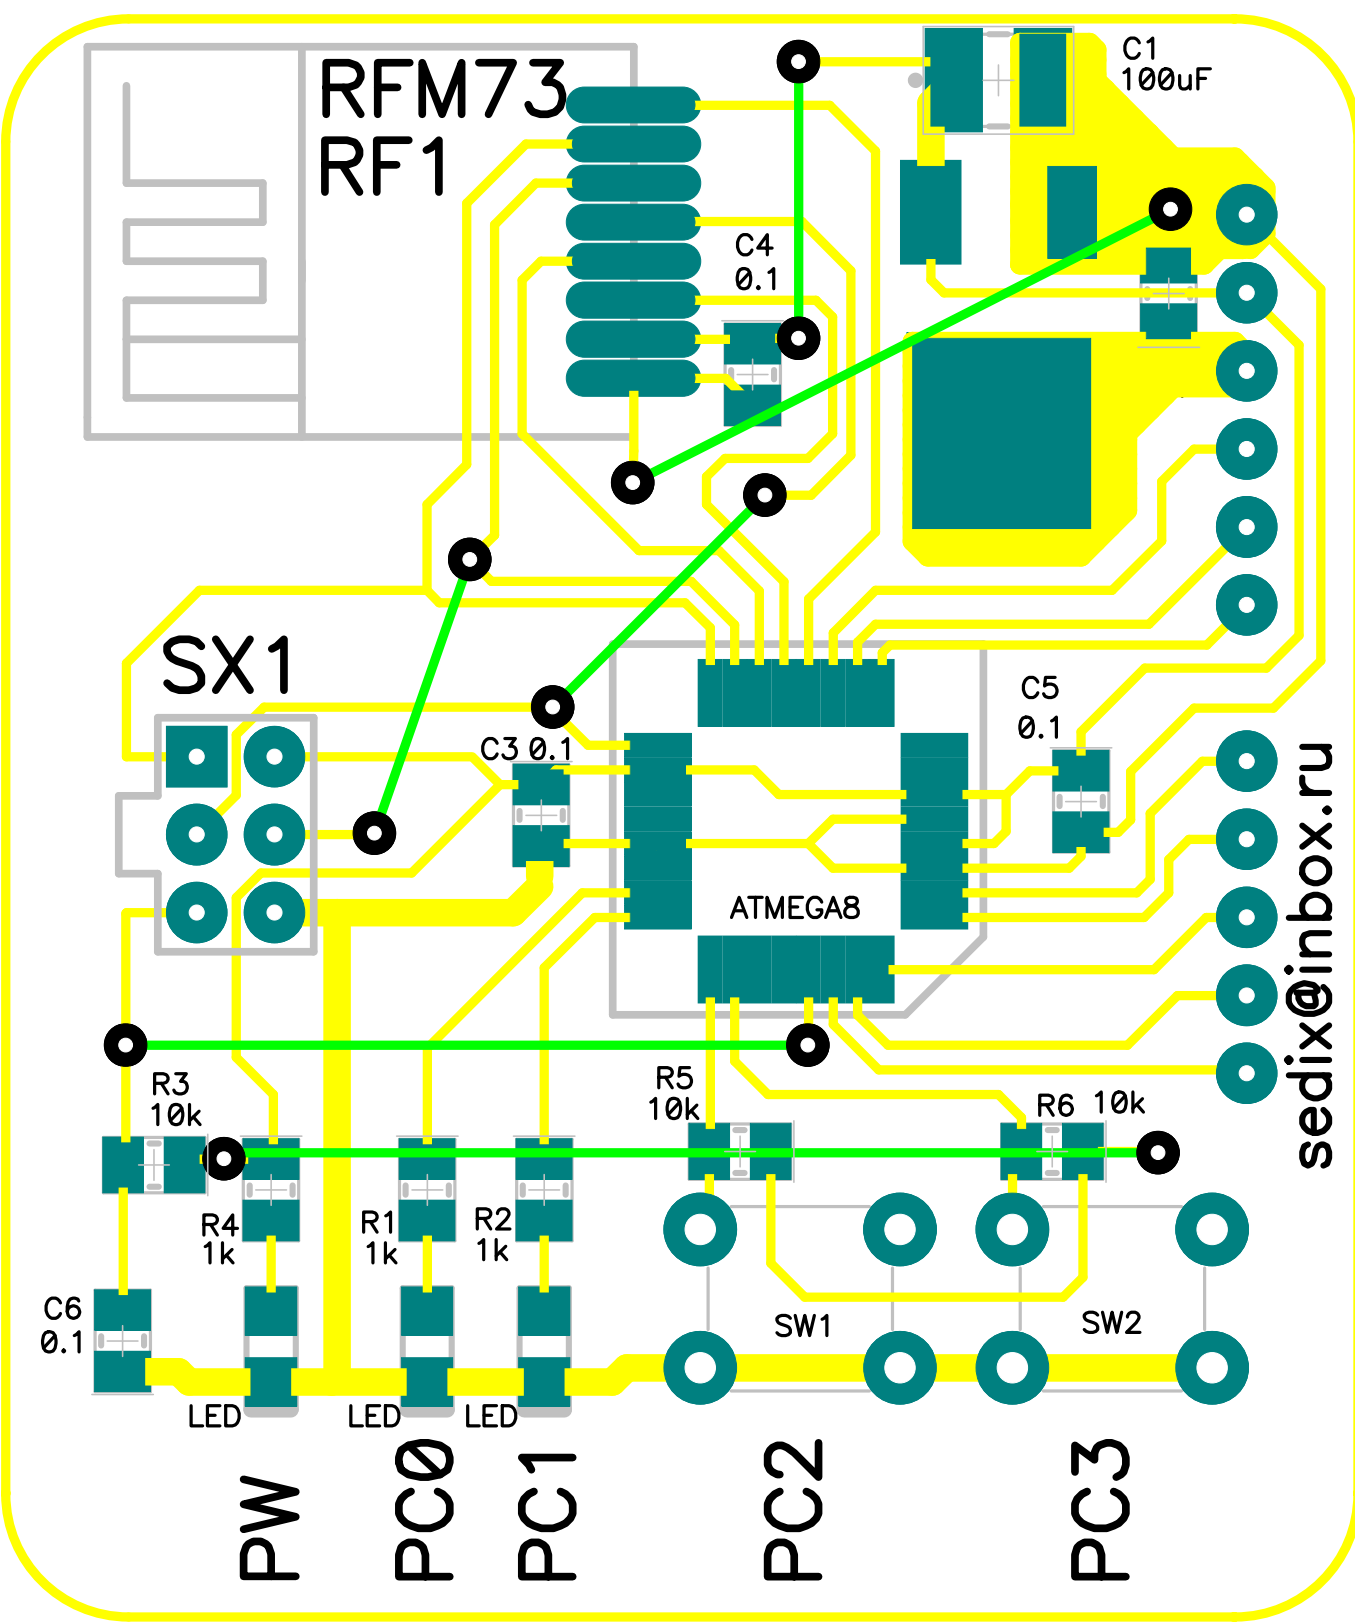 RFM73
RF1
C1
100uF
C4
0.1
SX1
C3 0.1
C5
0.1
ATMEGA8
sedix@inbox.ru
R3
10k
R5
10k
R6 10k
R4
1k
R1
1k
R2
1k
C6
0.1
SW1
SW2
LED
LED
LED
PW
PC0
PC1
PC2
PC3